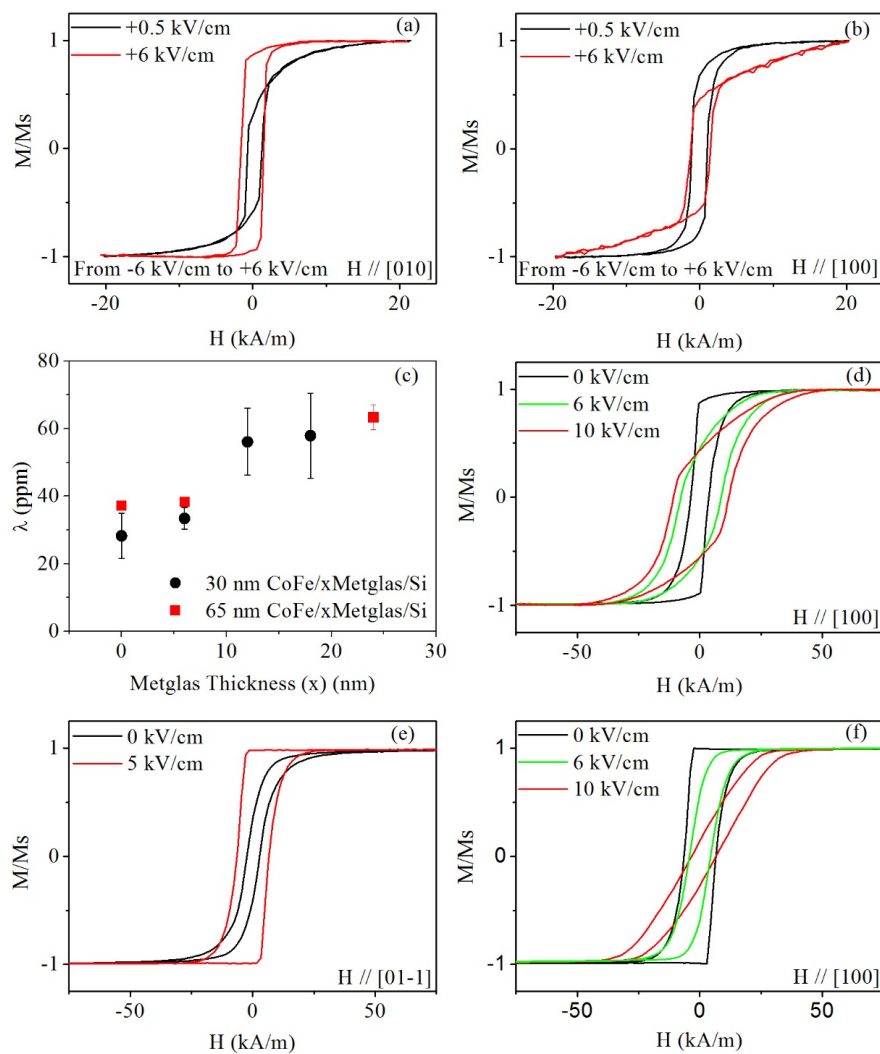 +0.5 kV/cm
+6 kV/cm
(a)
M/Ms
1
0
-1
From -6 kV/cm to +6 kV/cm H // [010]
-20 0 20
H (kA/m)
+0.5 kV/cm
+6 kV/cm
(b)
M/Ms
1
0
-1
From -6 kV/cm to +6 kV/cm H // [100]
-20 0 20
H (kA/m)
(c)
λ (ppm)
80
60
40
20
0
30 nm CoFe/xMetglas/Si
65 nm CoFe/xMetglas/Si
0 10 20 30
Metglas Thickness (x) (nm)
0 kV/cm
6 kV/cm
10 kV/cm
(d)
M/Ms
1
0
-1
H // [100]
-50 0 50
H (kA/m)
0 kV/cm
5 kV/cm
(e)
M/Ms
1
0
-1
H // [01-1]
-50 0 50
H (kA/m)
0 kV/cm
6 kV/cm
10 kV/cm
(f)
M/Ms
1
0
-1
H // [100]
-50 0 50
H (kA/m)